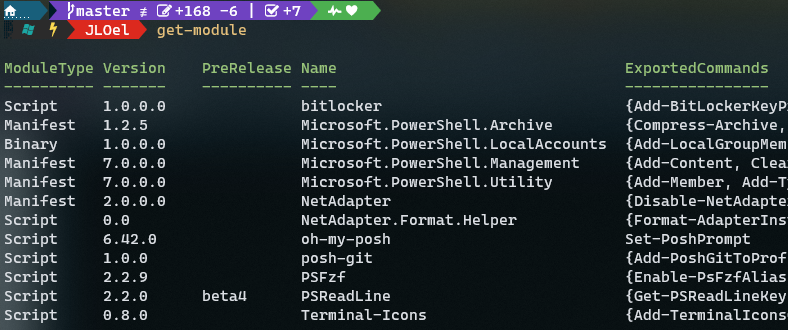 master ≢ +168 -6 | +7
JLOel get-module
ModuleType Version PreRelease Name ExportedCommands
---------- ------- ---------- ---- ----------------
Script 1.0.0.0 bitlocker {Add-BitLockerKeyP
Manifest 1.2.5 Microsoft.PowerShell.Archive {Compress-Archive,
Binary 1.0.0.0 Microsoft.PowerShell.LocalAccounts {Add-LocalGroupMem
Manifest 7.0.0.0 Microsoft.PowerShell.Management {Add-Content, Clea
Manifest 7.0.0.0 Microsoft.PowerShell.Utility {Add-Member, Add-Ty
Manifest 2.0.0.0 NetAdapter {Disable-NetAdapte
Script 0.0 NetAdapter.Format.Helper {Format-AdapterIns
Script 6.42.0 oh-my-posh Set-PoshPrompt
Script 1.0.0 posh-git {Add-PoshGitToProf
Script 2.2.9 PSFzf {Enable-PsFzfAlias
Script 2.2.0 beta4 PSReadLine {Get-PSReadLineKey
Script 0.8.0 Terminal-Icons {Add-TerminalIcons